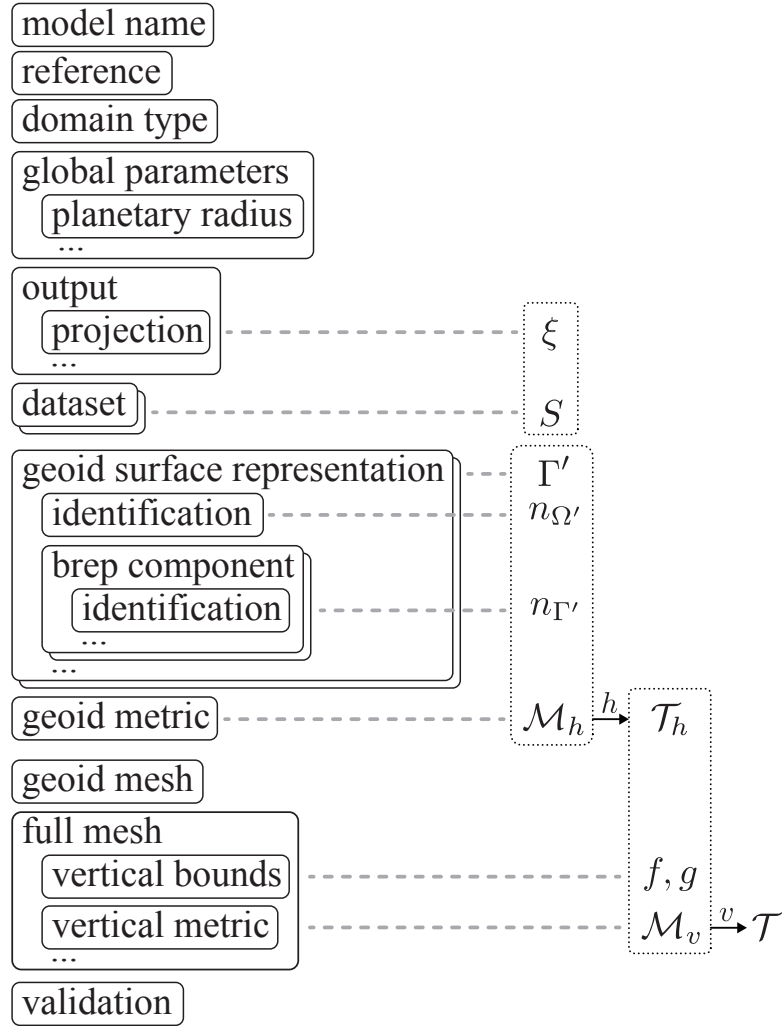 model name
reference
domain type
global parameters
planetary radius
...
output
projection ξ
...
dataset S
geoid surface representation Γ′
identification n_Ω′
brep component
identification n_Γ′
...
...
geoid metric ℳ_h h 𝒯_h
geoid mesh
full mesh
vertical bounds f, g
vertical metric ℳ_v v 𝒯
...
validation